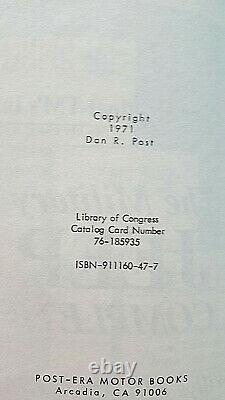 Copyright
1971
Dan R. Post
Library of Congress
Catalog Card Number
76-185935
ISBN-911160-47-7
POST-ERA MOTOR BOOKS
Arcadia, CA 91006